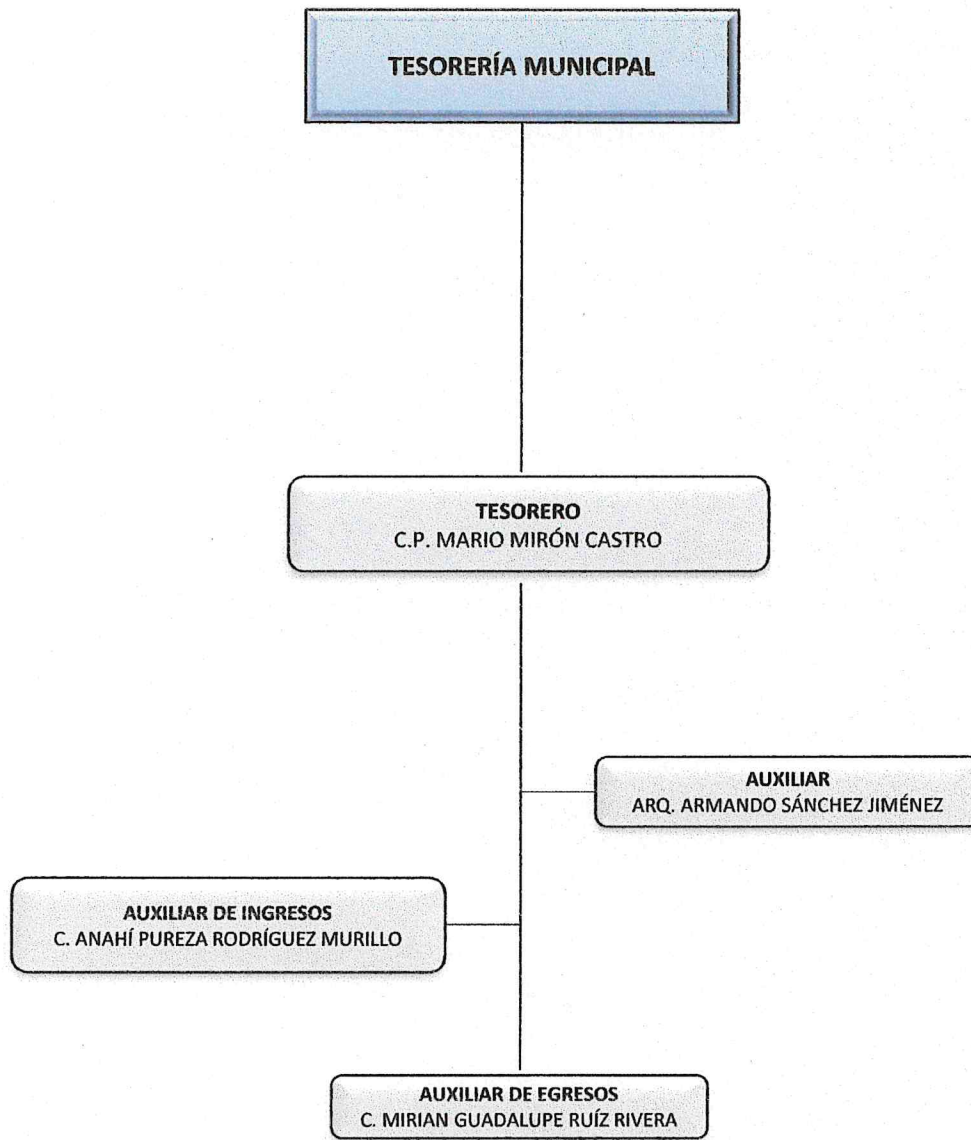 TESORERÍA MUNICIPAL
TESORERO
C.P. MARIO MIRÓN CASTRO
AUXILIAR
ARQ. ARMANDO SÁNCHEZ JIMÉNEZ
AUXILIAR DE INGRESOS
C. ANAHÍ PUREZA RODRÍGUEZ MURILLO
AUXILIAR DE EGRESOS
C. MIRIAN GUADALUPE RUÍZ RIVERA